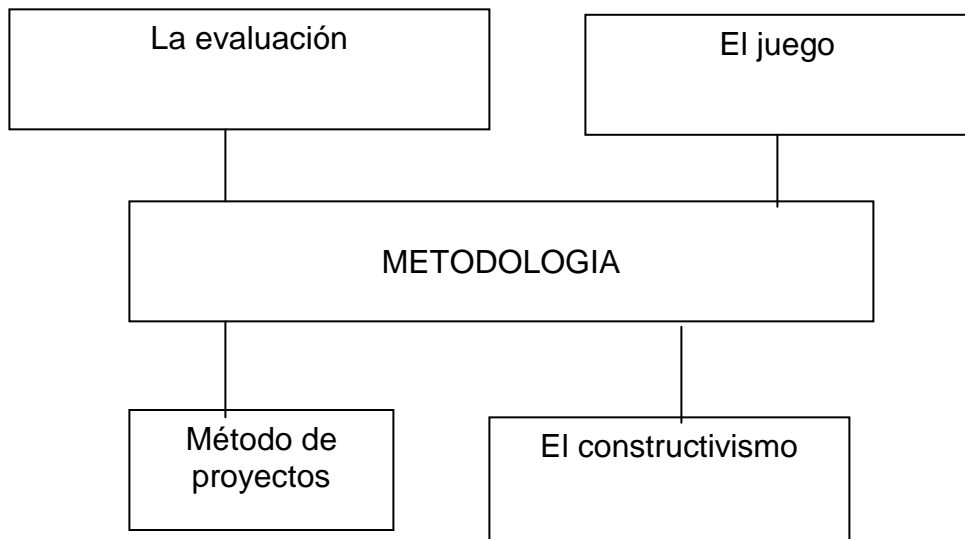 La evaluación
El juego
METODOLOGIA
Método de
proyectos
El constructivismo